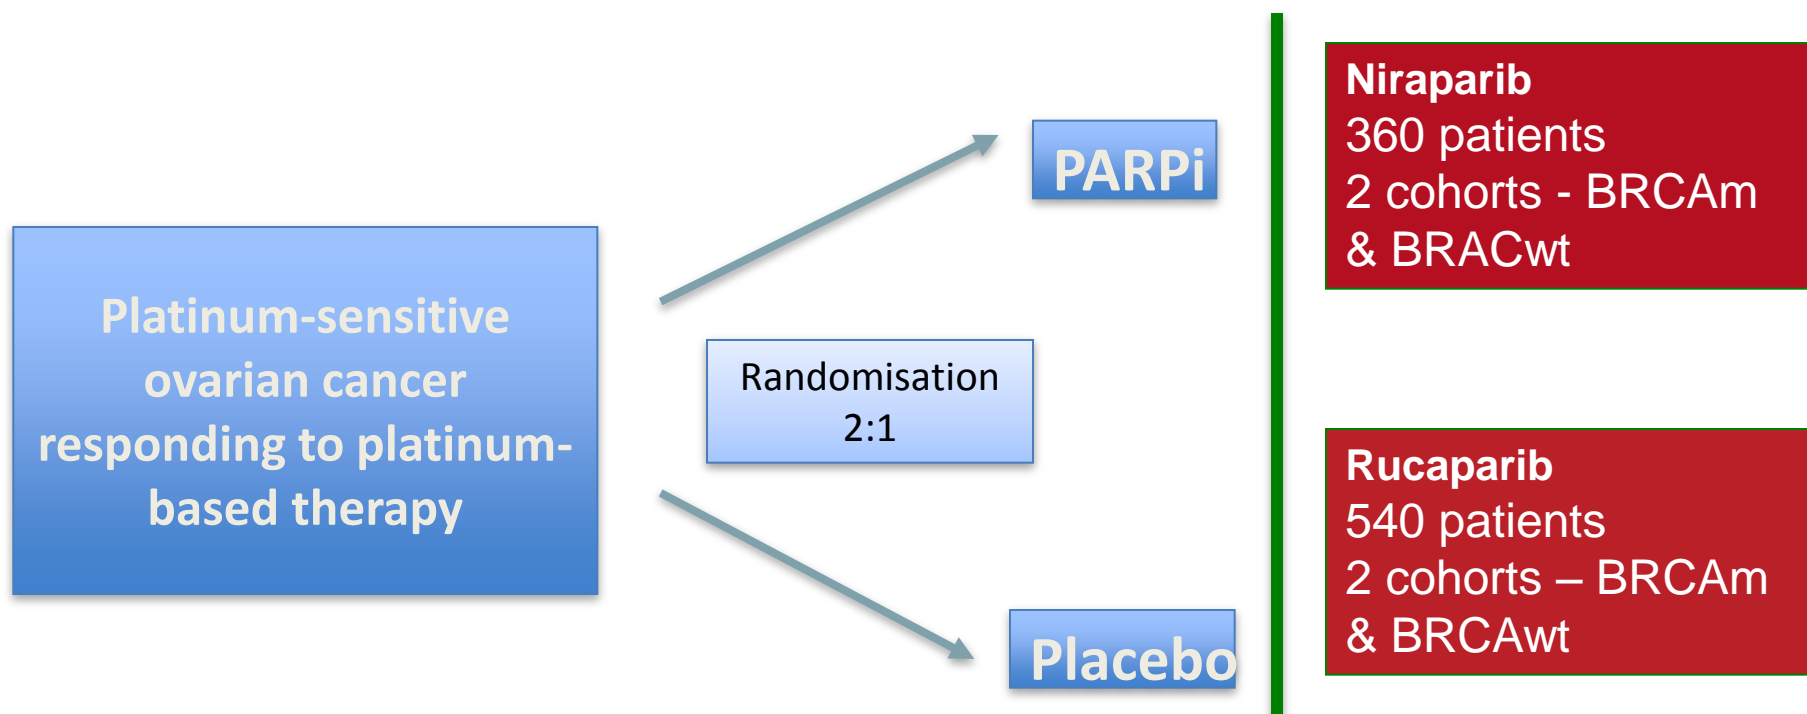 Platinum-sensitive
ovarian cancer
responding to platinum-
based therapy
Randomisation
2:1
PARPi
Placebo
Niraparib
360 patients
2 cohorts - BRCAm
& BRACwt
Rucaparib
540 patients
2 cohorts – BRCAm
& BRCAwt